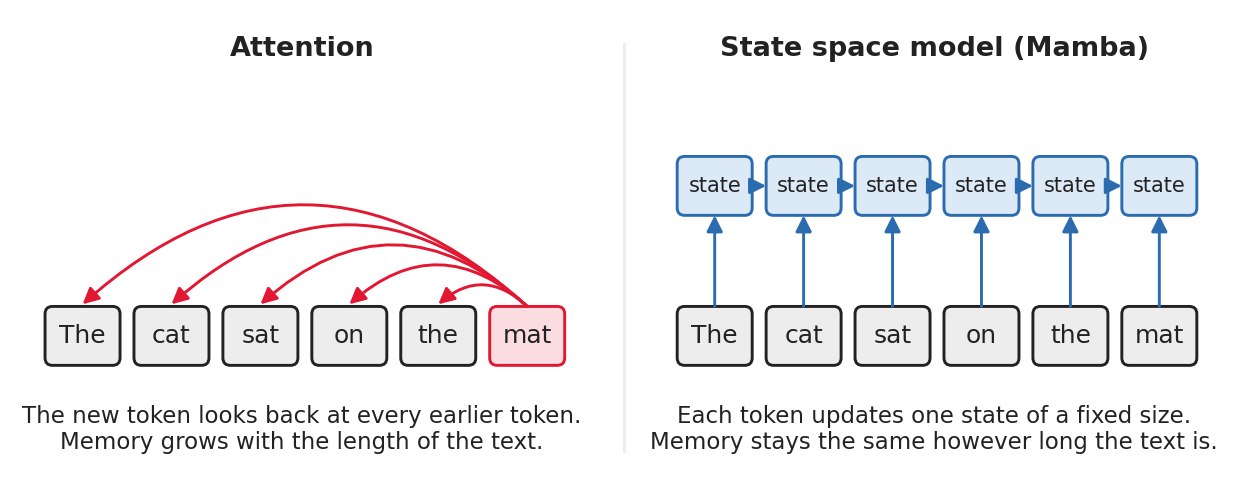 Attention
The cat sat on the mat
The new token looks back at every earlier token.
Memory grows with the length of the text.
State space model (Mamba)
state state state state state state
The cat sat on the mat
Each token updates one state of a fixed size.
Memory stays the same however long the text is.